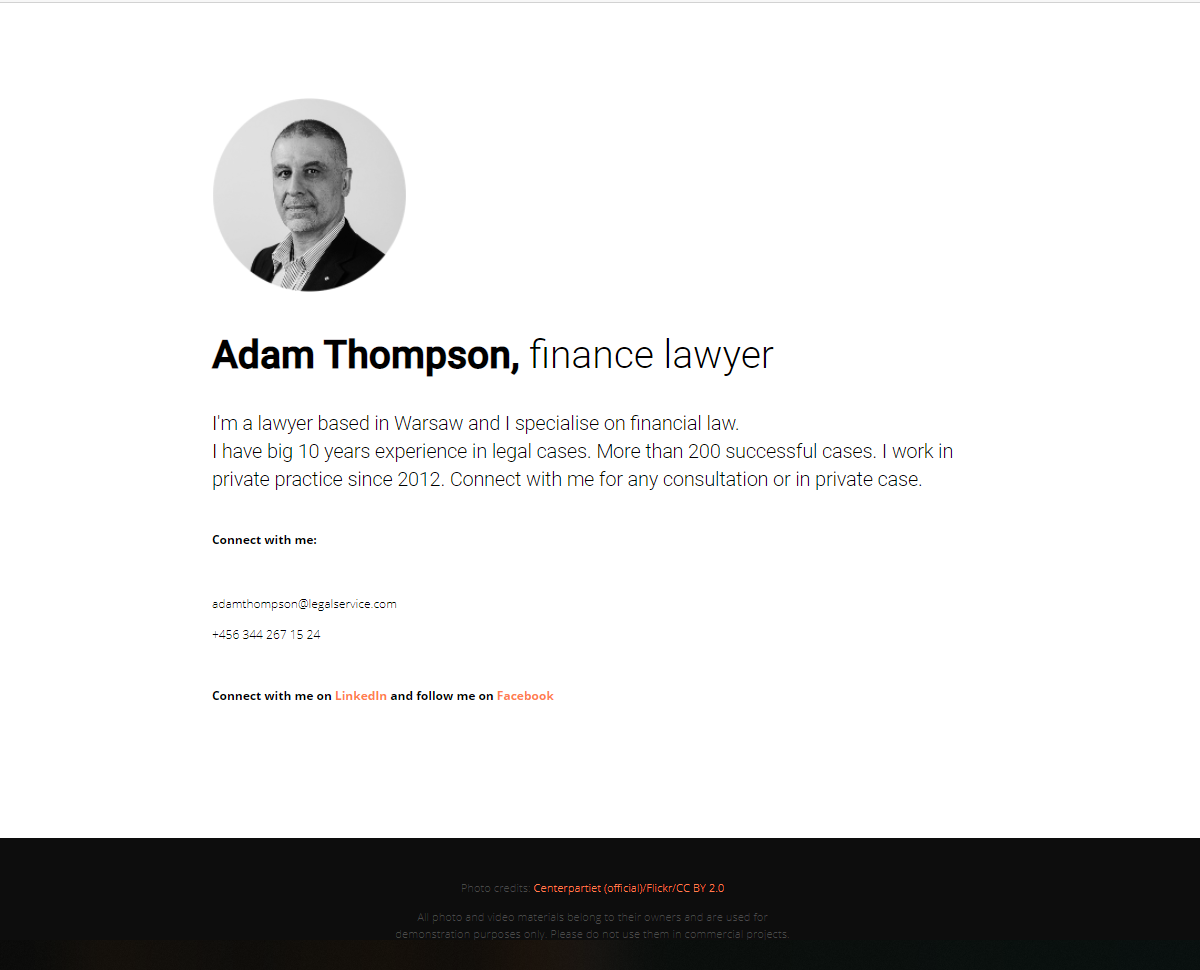 Adam Thompson, finance lawyer
I'm a lawyer based in Warsaw and I specialise on financial law.
I have big 10 years experience in legal cases. More than 200 successful cases. I work in
private practice since 2012. Connect with me for any consultation or in private case.
Connect with me:
adamthompson@legalservice.com
+456 344 267 15 24
Connect with me on LinkedIn and follow me on Facebook
Photo credits: Centerpartiet (official)/Flickr/CC BY 2.0
All photo and video materials belong to their owners and are used for
demonstration purposes only. Please do not use them in commercial projects.